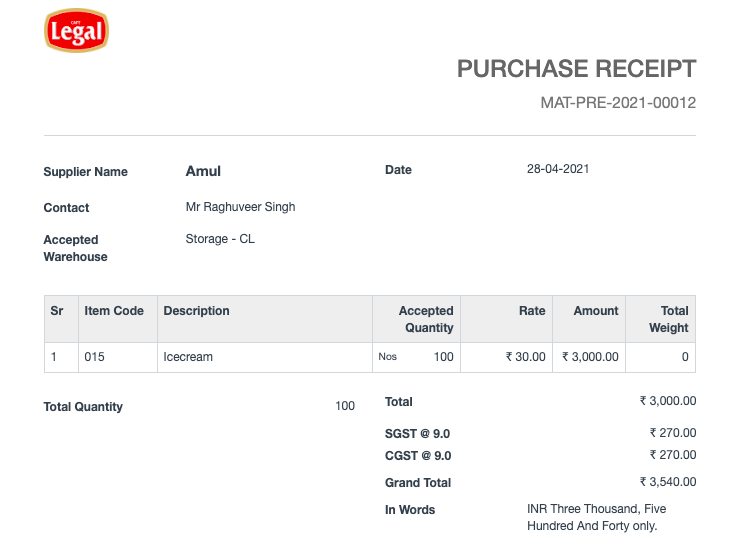 CAFE
Legal
PURCHASE RECEIPT
MAT-PRE-2021-00012
Supplier Name Amul Date 28-04-2021
Contact Mr Raghuveer Singh
Accepted Warehouse Storage - CL
Sr Item Code Description Accepted Quantity Rate Amount Total Weight
1 015 Icecream Nos 100 ₹ 30.00 ₹ 3,000.00 0
Total Quantity 100 Total ₹ 3,000.00
SGST @ 9.0 ₹ 270.00
CGST @ 9.0 ₹ 270.00
Grand Total ₹ 3,540.00
In Words INR Three Thousand, Five
Hundred And Forty only.